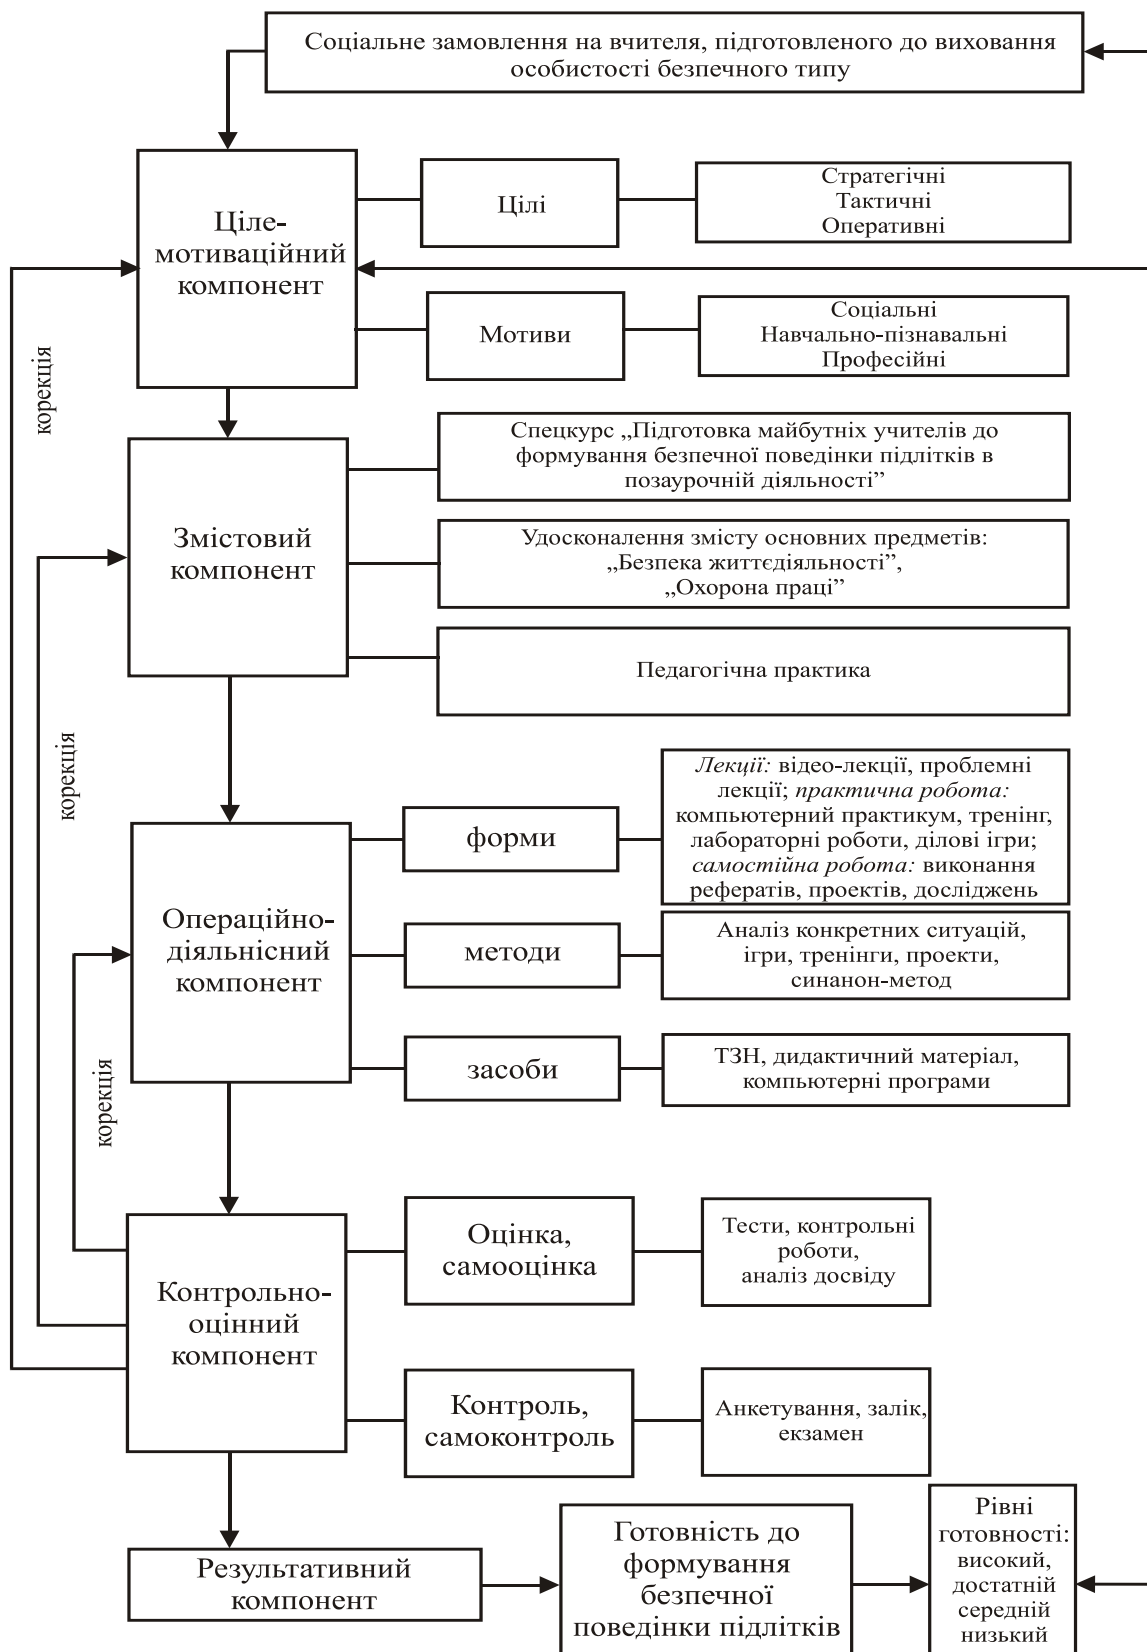 Соціальне замовлення на вчителя, підготовленого до виховання
особистості безпечного типу
Ціле-
мотиваційний
компонент
Цілі
Стратегічні
Тактичні
Оперативні
Мотиви
Соціальні
Навчально-пізнавальні
Професійні
корекція
Змістовий
компонент
Спецкурс „Підготовка майбутніх учителів до
формування безпечної поведінки підлітків в
позаурочній діяльності”
Удосконалення змісту основних предметів:
„Безпека життєдіяльності”,
„Охорона праці”
Педагогічна практика
корекція
Операційно-
діяльнісний
компонент
форми
Лекції: відео-лекції, проблемні
лекції; практична робота:
компьютерний практикум, тренінг,
лабораторні роботи, ділові ігри;
самостійна робота: виконання
рефератів, проектів, досліджень
методи
Аналіз конкретних ситуацій,
ігри, тренінги, проекти,
синанон-метод
засоби
ТЗН, дидактичний матеріал,
компьютерні програми
корекція
Контрольно-
оцінний
компонент
Оцінка,
самооцінка
Тести, контрольні
роботи,
аналіз досвіду
Контроль,
самоконтроль
Анкетування, залік,
екзамен
Результативний
компонент
Готовність до
формування
безпечної
поведінки підлітків
Рівні
готовності:
високий,
достатній
середній
низький